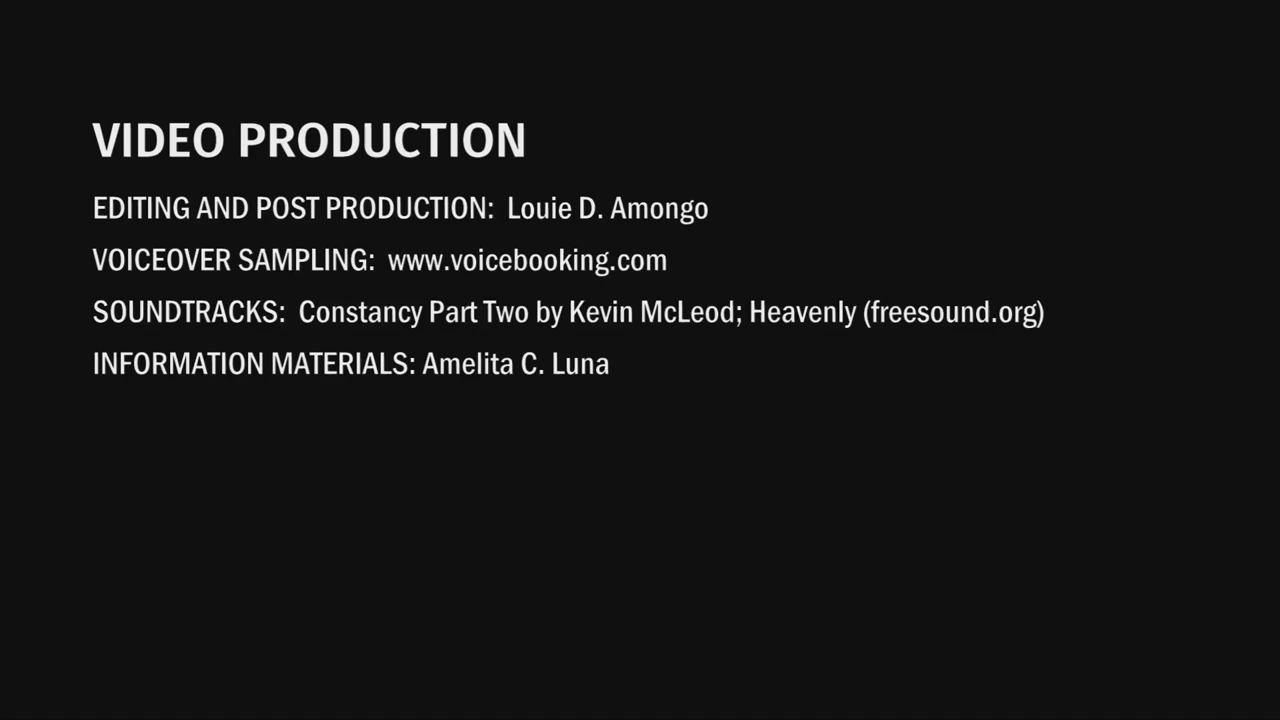 VIDEO PRODUCTION
EDITING AND POST PRODUCTION:  Louie D. Amongo
VOICEOVER SAMPLING:  www.voicebooking.com
SOUNDTRACKS:  Constancy Part Two by Kevin McLeod; Heavenly (freesound.org)
INFORMATION MATERIALS: Amelita C. Luna